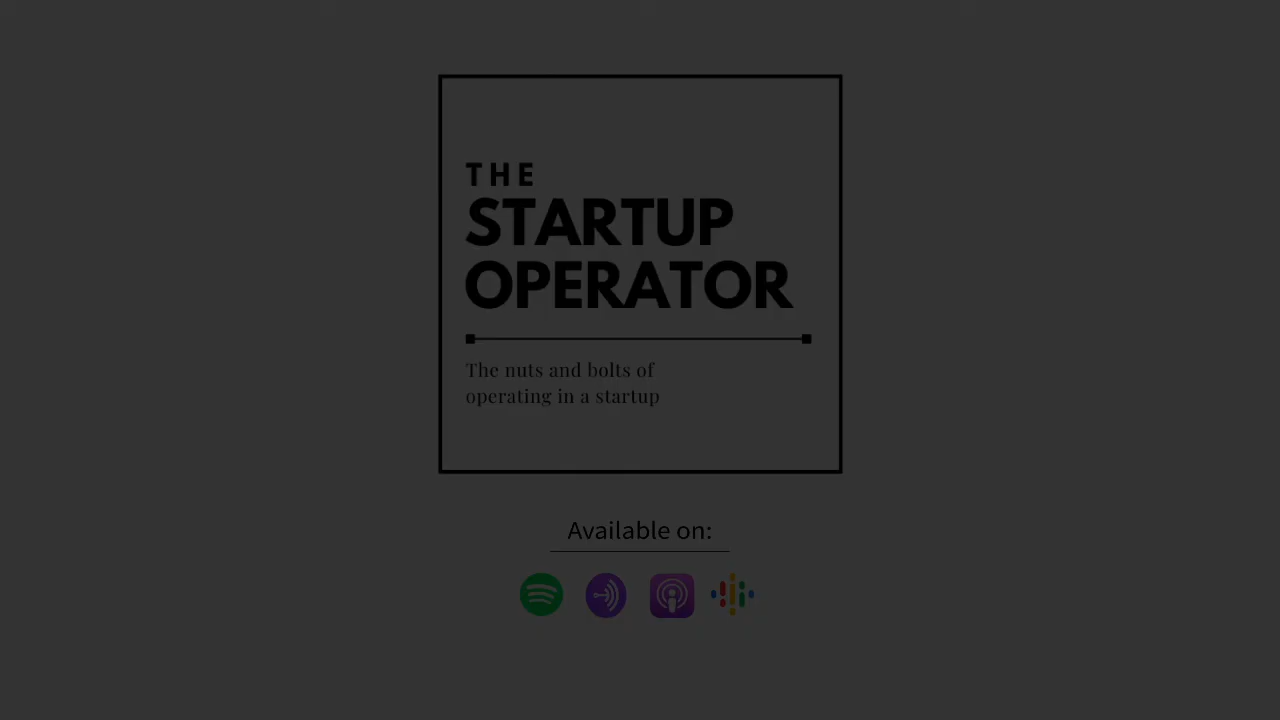 THE
STARTUP
OPERATOR
The nuts and bolts of
operating in a startup
Available on: